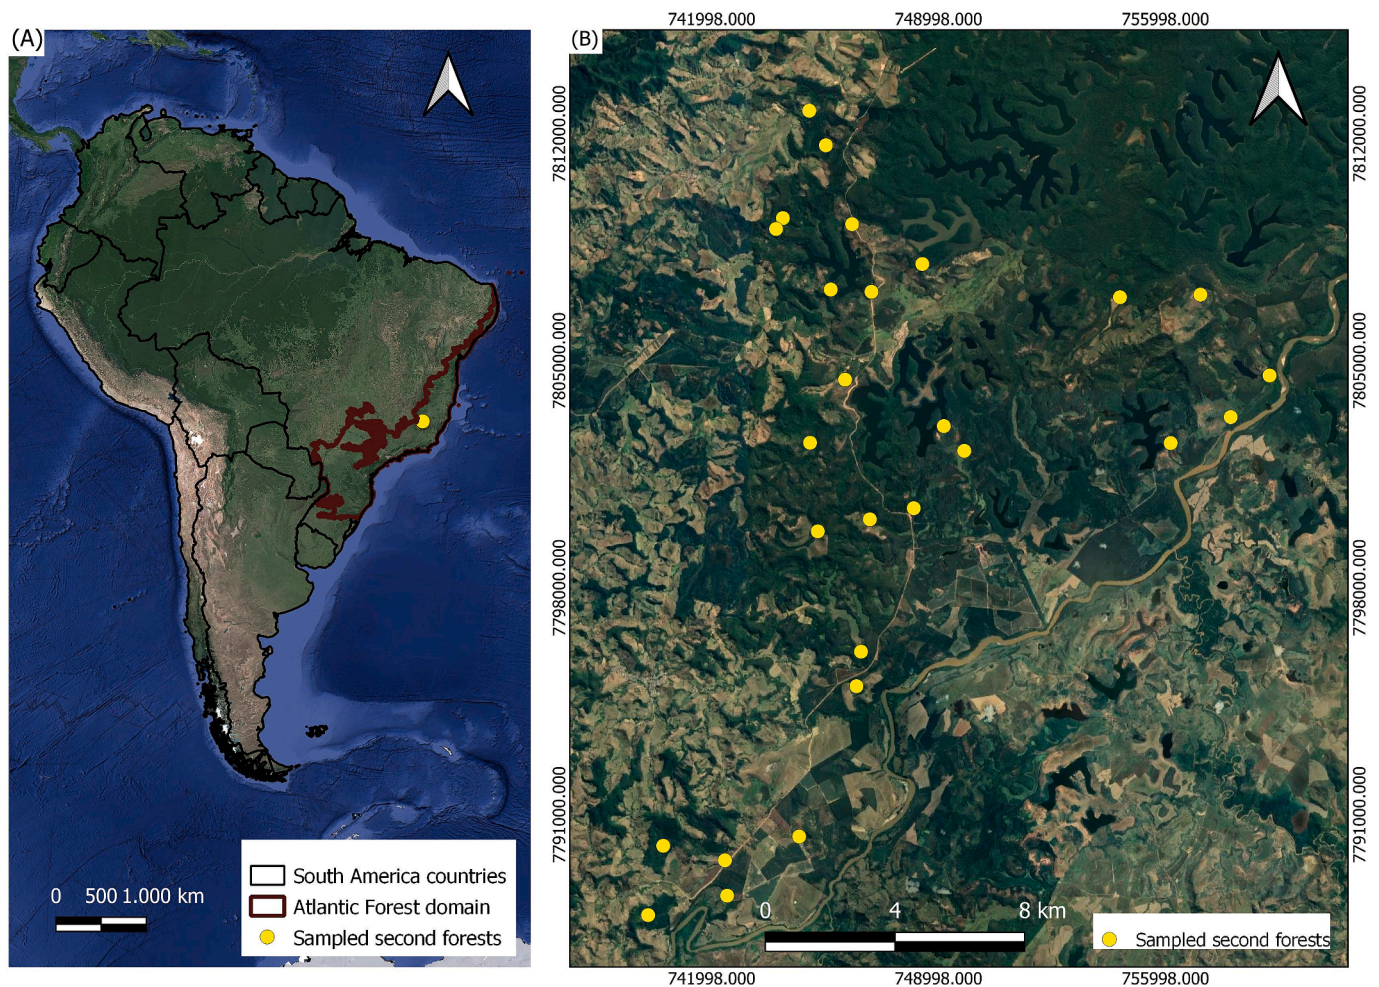 (A)
0 500 1.000 km
South America countries
Atlantic Forest domain
Sampled second forests
(B)
741998.000 748998.000 755998.000
7812000.000
7805000.000
7798000.000
7791000.000
7812000.000
7805000.000
7798000.000
7791000.000
0 4 8 km
Sampled second forests
741998.000 748998.000 755998.000